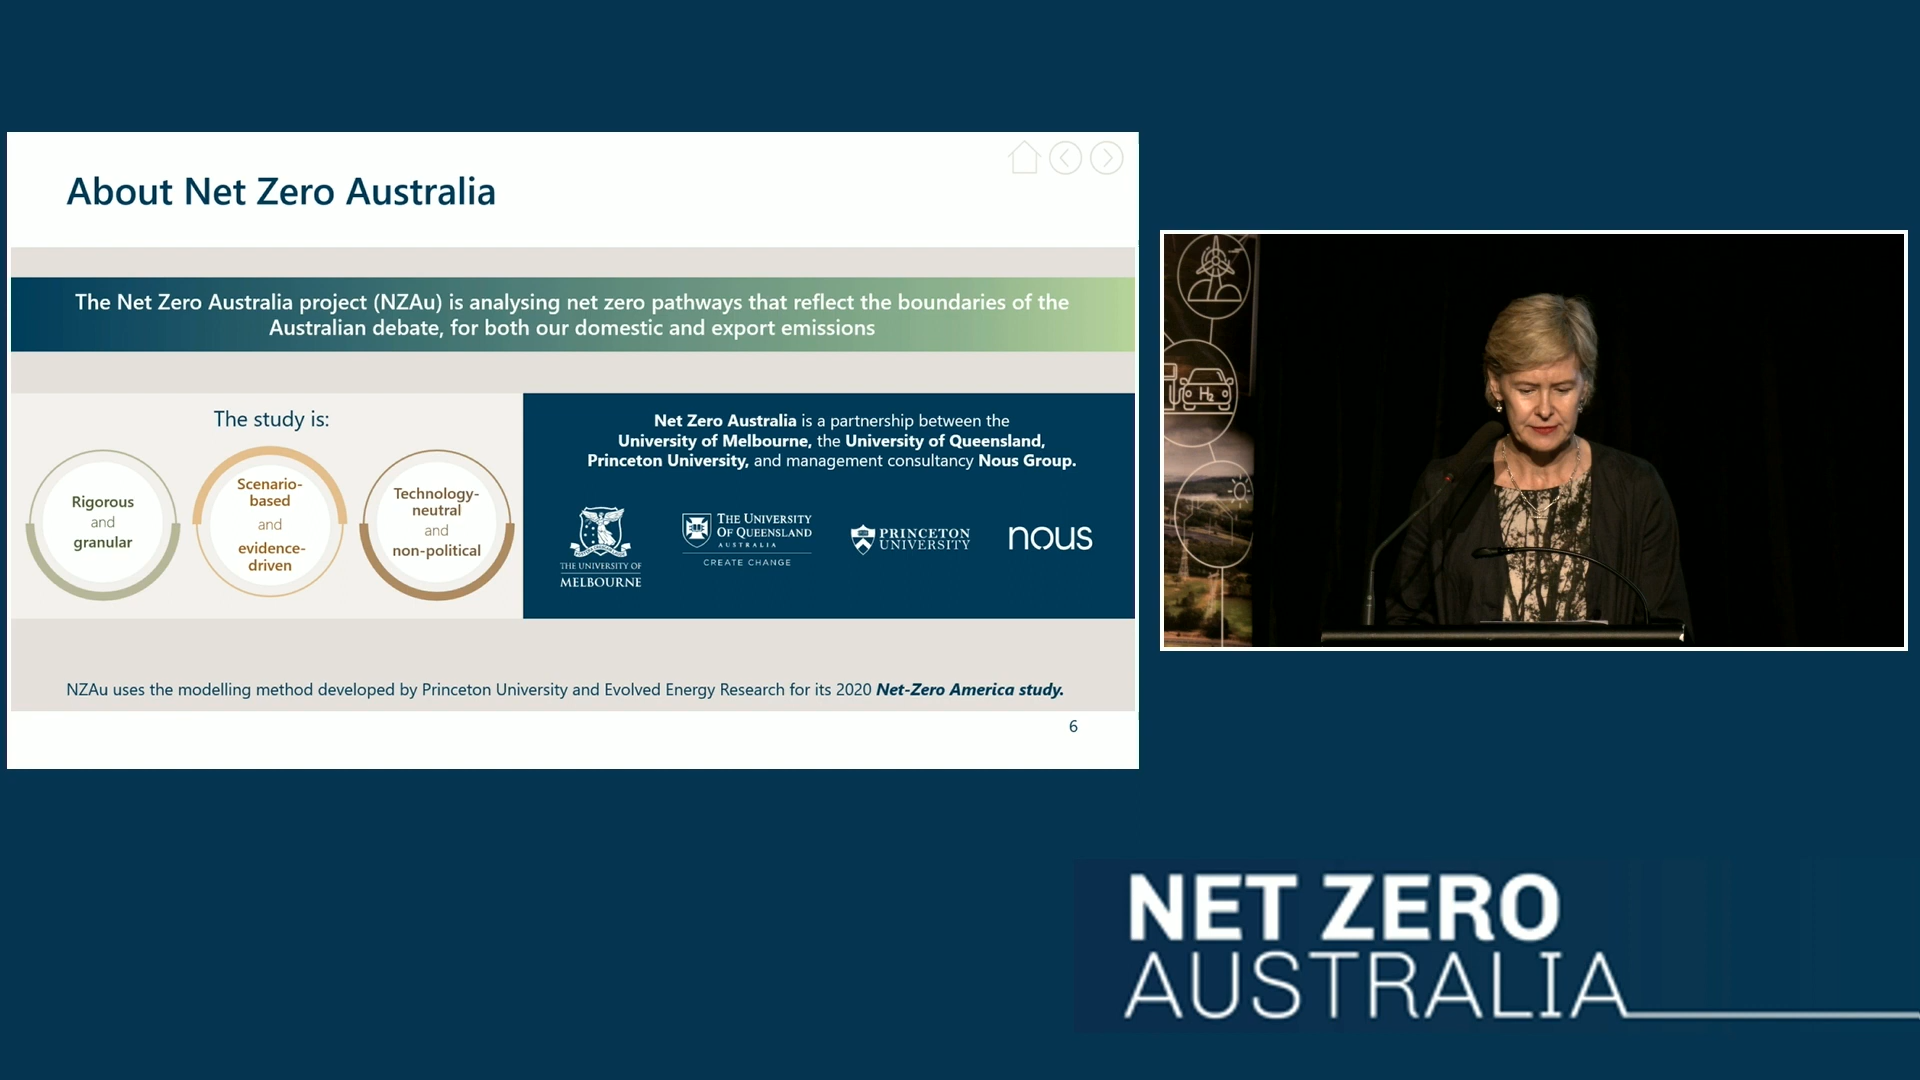 About Net Zero Australia
The Net Zero Australia project (NZAu) is analysing net zero pathways that reflect the boundaries of the
Australian debate, for both our domestic and export emissions
The study is:
Rigorous
and
granular
Scenario-
based
and
evidence-
driven
Technology-
neutral
and
non-political
Net Zero Australia is a partnership between the
University of Melbourne, the University of Queensland,
Princeton University, and management consultancy Nous Group.
THE UNIVERSITY OF
MELBOURNE
THE UNIVERSITY
OF QUEENSLAND
AUSTRALIA
CREATE CHANGE
PRINCETON
UNIVERSITY
nous
NZAu uses the modelling method developed by Princeton University and Evolved Energy Research for its 2020 Net-Zero America study.
6
H2
NET ZERO
AUSTRALIA